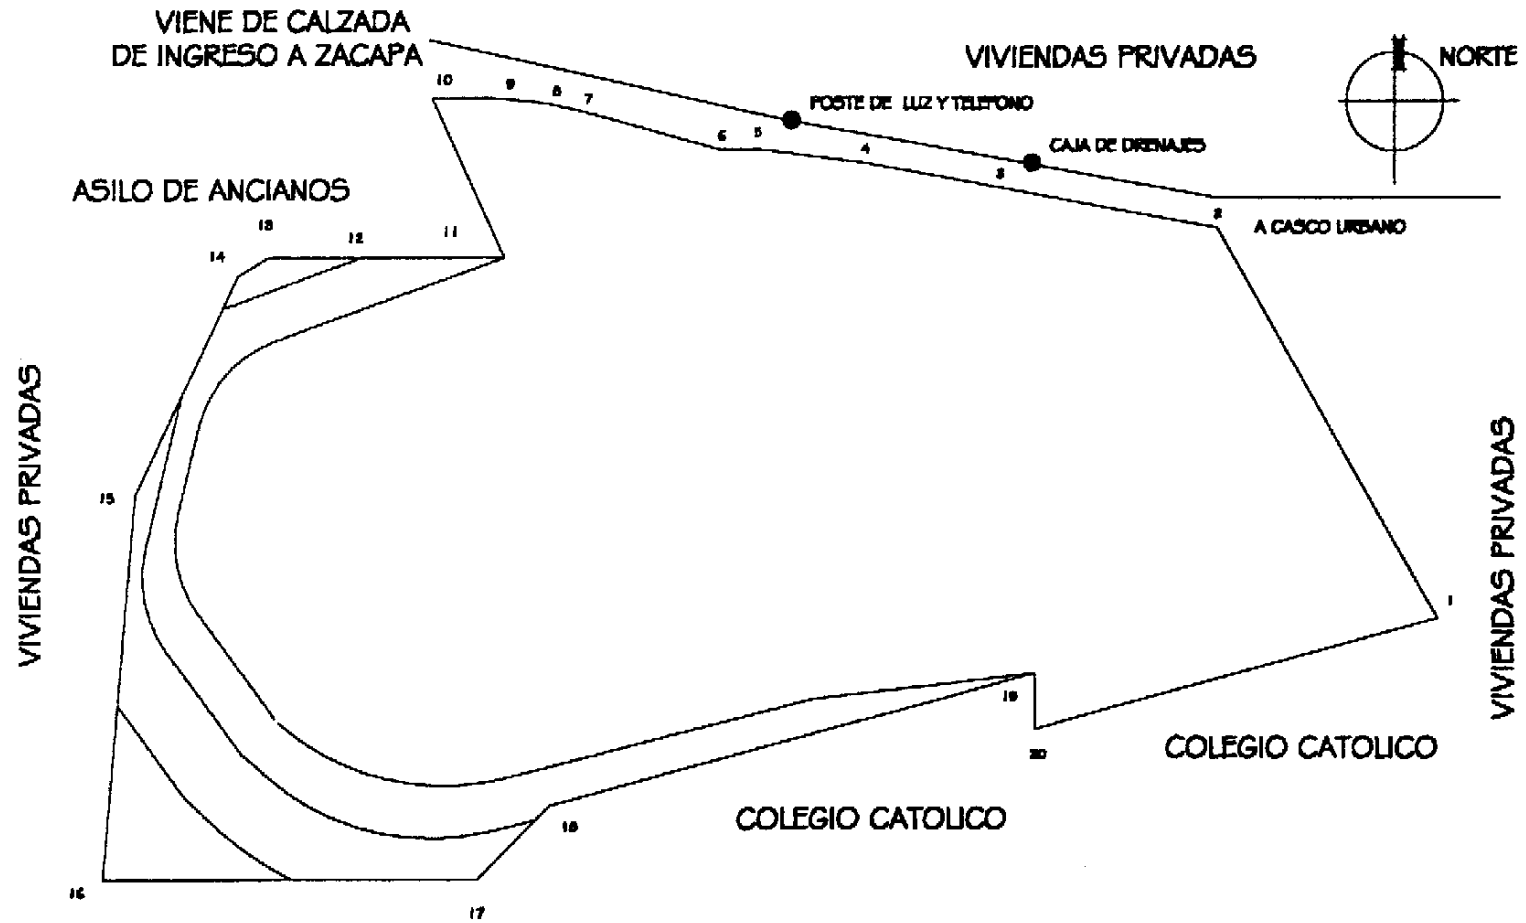 VIENE DE CALZADA
DE INGRESO A ZACAPA
VIVIENDAS PRIVADAS
NORTE
10
9
8
7
POSTE DE LUZ Y TELEFONO
6
5
4
CAJA DE DRENAJES
3
2
A CASCO URBANO
ASILO DE ANCIANOS
13
12
11
14
VIVIENDAS PRIVADAS
15
VIVIENDAS PRIVADAS
1
19
20
COLEGIO CATOLICO
COLEGIO CATOLICO
18
16
17